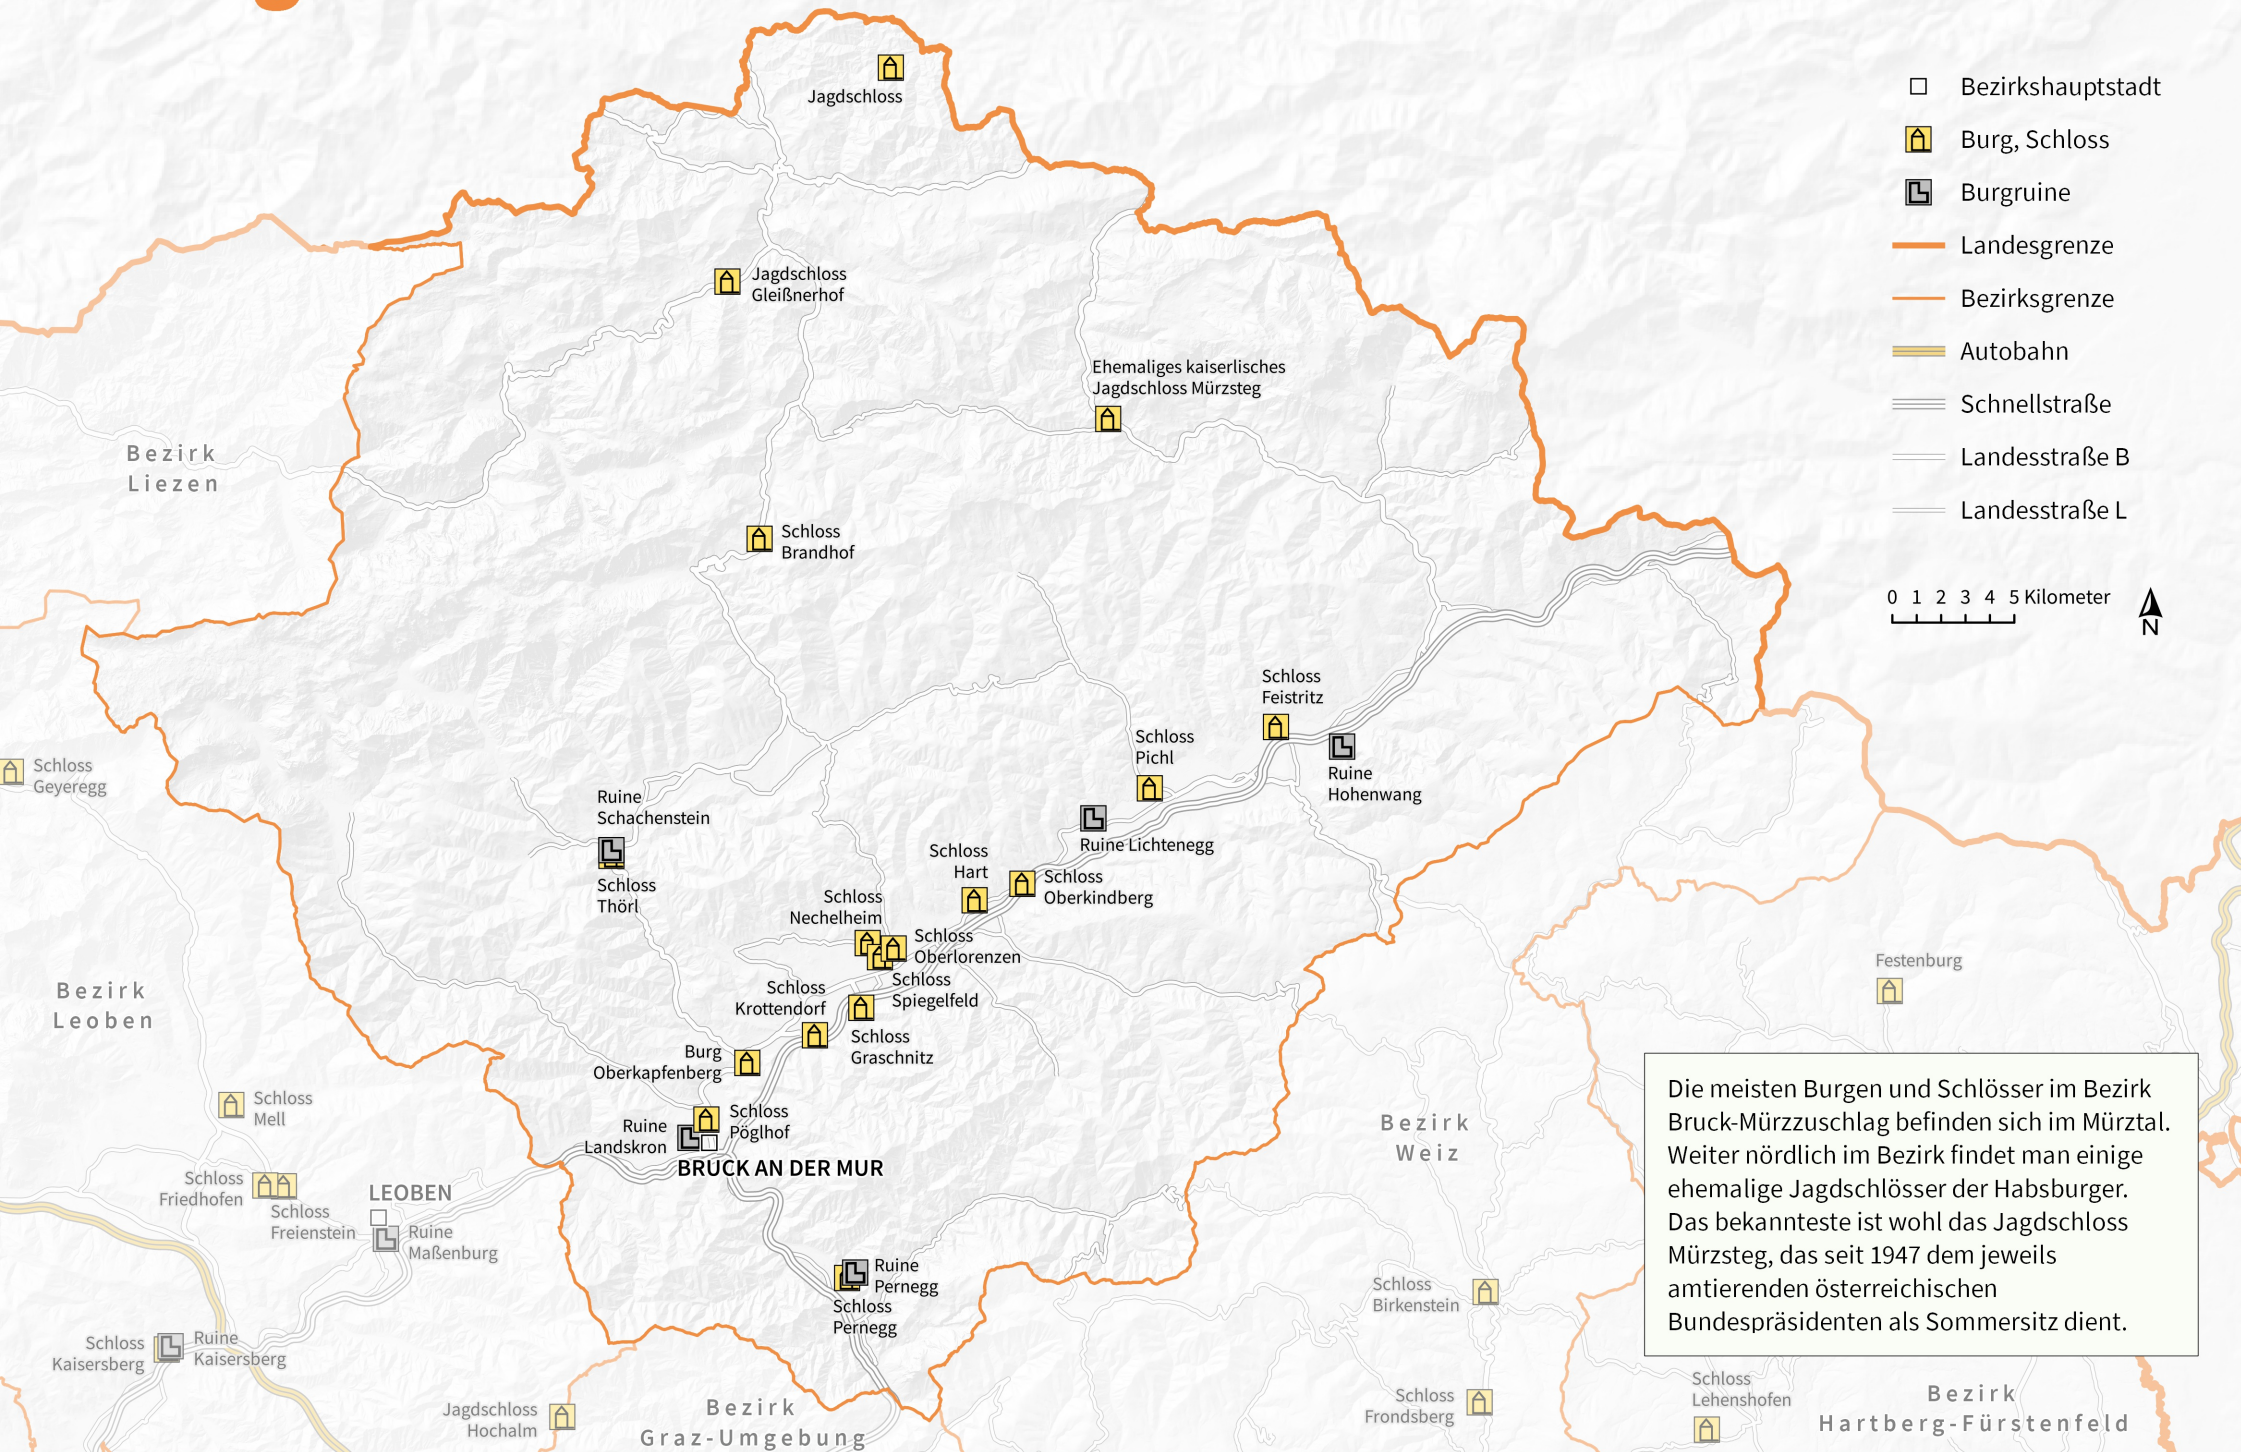 Jagdschloss
Jagdschloss
Gleißnerhof
Ehemaliges kaiserlisches
Jagdschloss Mürzsteg
Bezirk
Liezen
Schloss
Brandhof
Schloss
Feistritz
Schloss
Pichl
Ruine
Hohenwang
Schloss
Geyeregg
Ruine
Schachenstein
Ruine Lichtenegg
Schloss
Hart
Schloss
Oberkindberg
Schloss
Thörl
Schloss
Nechelheim
Schloss
Oberlorenzen
Schloss
Spiegelfeld
Schloss
Krottendorf
Schloss
Graschnitz
Bezirk
Leoben
Burg
Oberkapfenberg
Schloss
Mell
Schloss
Pöglhof
Ruine
Landskron
BRUCK AN DER MUR
Schloss
Friedhofen
LEOBEN
Schloss
Freienstein
Ruine
Maßenburg
Ruine
Pernegg
Schloss
Pernegg
Schloss
Kaisersberg
Ruine
Kaisersberg
Jagdschloss
Hochalm
Bezirk
Graz-Umgebung
Bezirk
Weiz
Schloss
Birkenstein
Schloss
Frondsberg
Festenburg
Schloss
Lehenshofen
Bezirk
Hartberg-Fürstenfeld
Bezirkshauptstadt
Burg, Schloss
Burgruine
Landesgrenze
Bezirksgrenze
Autobahn
Schnellstraße
Landesstraße B
Landesstraße L
0 1 2 3 4 5 Kilometer
N
Die meisten Burgen und Schlösser im Bezirk
Bruck-Mürzzuschlag befinden sich im Mürztal.
Weiter nördlich im Bezirk findet man einige
ehemalige Jagdschlösser der Habsburger.
Das bekannteste ist wohl das Jagdschloss
Mürzsteg, das seit 1947 dem jeweils
amtierenden österreichischen
Bundespräsidenten als Sommersitz dient.